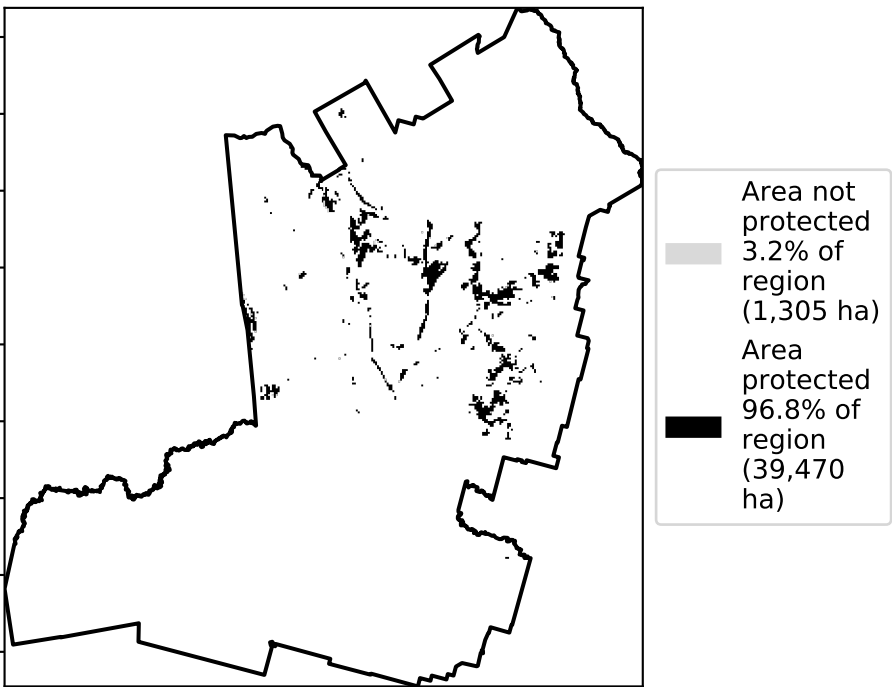 Area not
protected
3.2% of
region
(1,305 ha)
Area
protected
96.8% of
region
(39,470
ha)